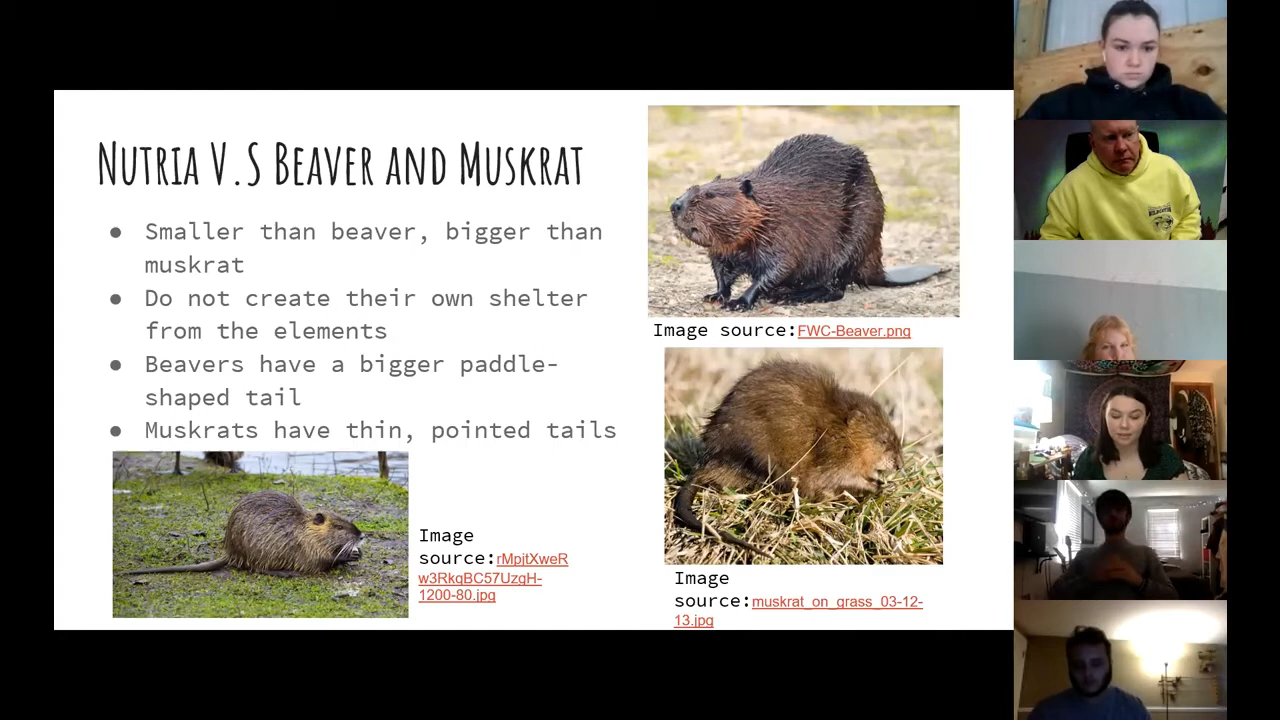 Nutria V.S Beaver and Muskrat
● Smaller than beaver, bigger than
muskrat
● Do not create their own shelter
from the elements
● Beavers have a bigger paddle-
shaped tail
● Muskrats have thin, pointed tails
Image source:FWC-Beaver.png
Image
source:rMpjtXweR
w3RkqBC57UzgH-
1200-80.jpg
Image
source:muskrat_on_grass_03-12-
13.jpg